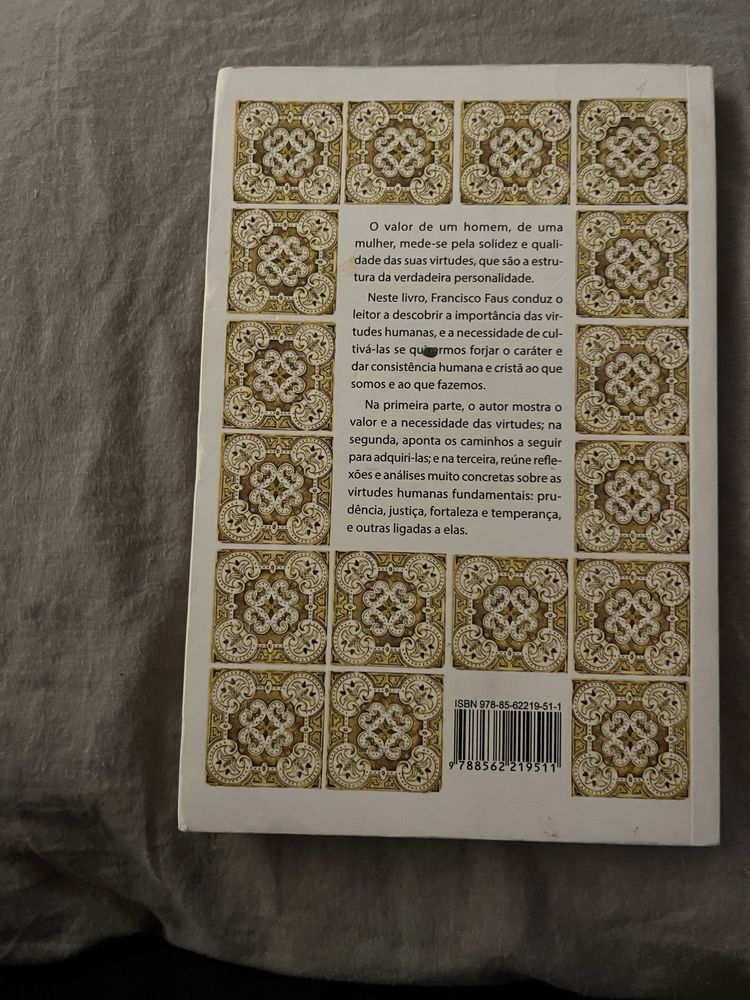 O valor de um homem, de uma
mulher, mede-se pela solidez e quali-
dade das suas virtudes, que são a estru-
tura da verdadeira personalidade.
Neste livro, Francisco Faus conduz o
leitor a descobrir a importância das vir-
tudes humanas, e a necessidade de cul-
tivá-las se quisermos forjar o caráter e
dar consistência humana e cristã ao que
somos e ao que fazemos.
Na primeira parte, o autor mostra o
valor e a necessidade das virtudes; na
segunda, aponta os caminhos a seguir
para adquiri-las; e na terceira, reúne refle-
xões e análises muito concretas sobre as
virtudes humanas fundamentais: pru-
dência, justiça, fortaleza e temperança,
e outras ligadas a elas.
ISBN 978-85-62219-51-1
9 788562 219511